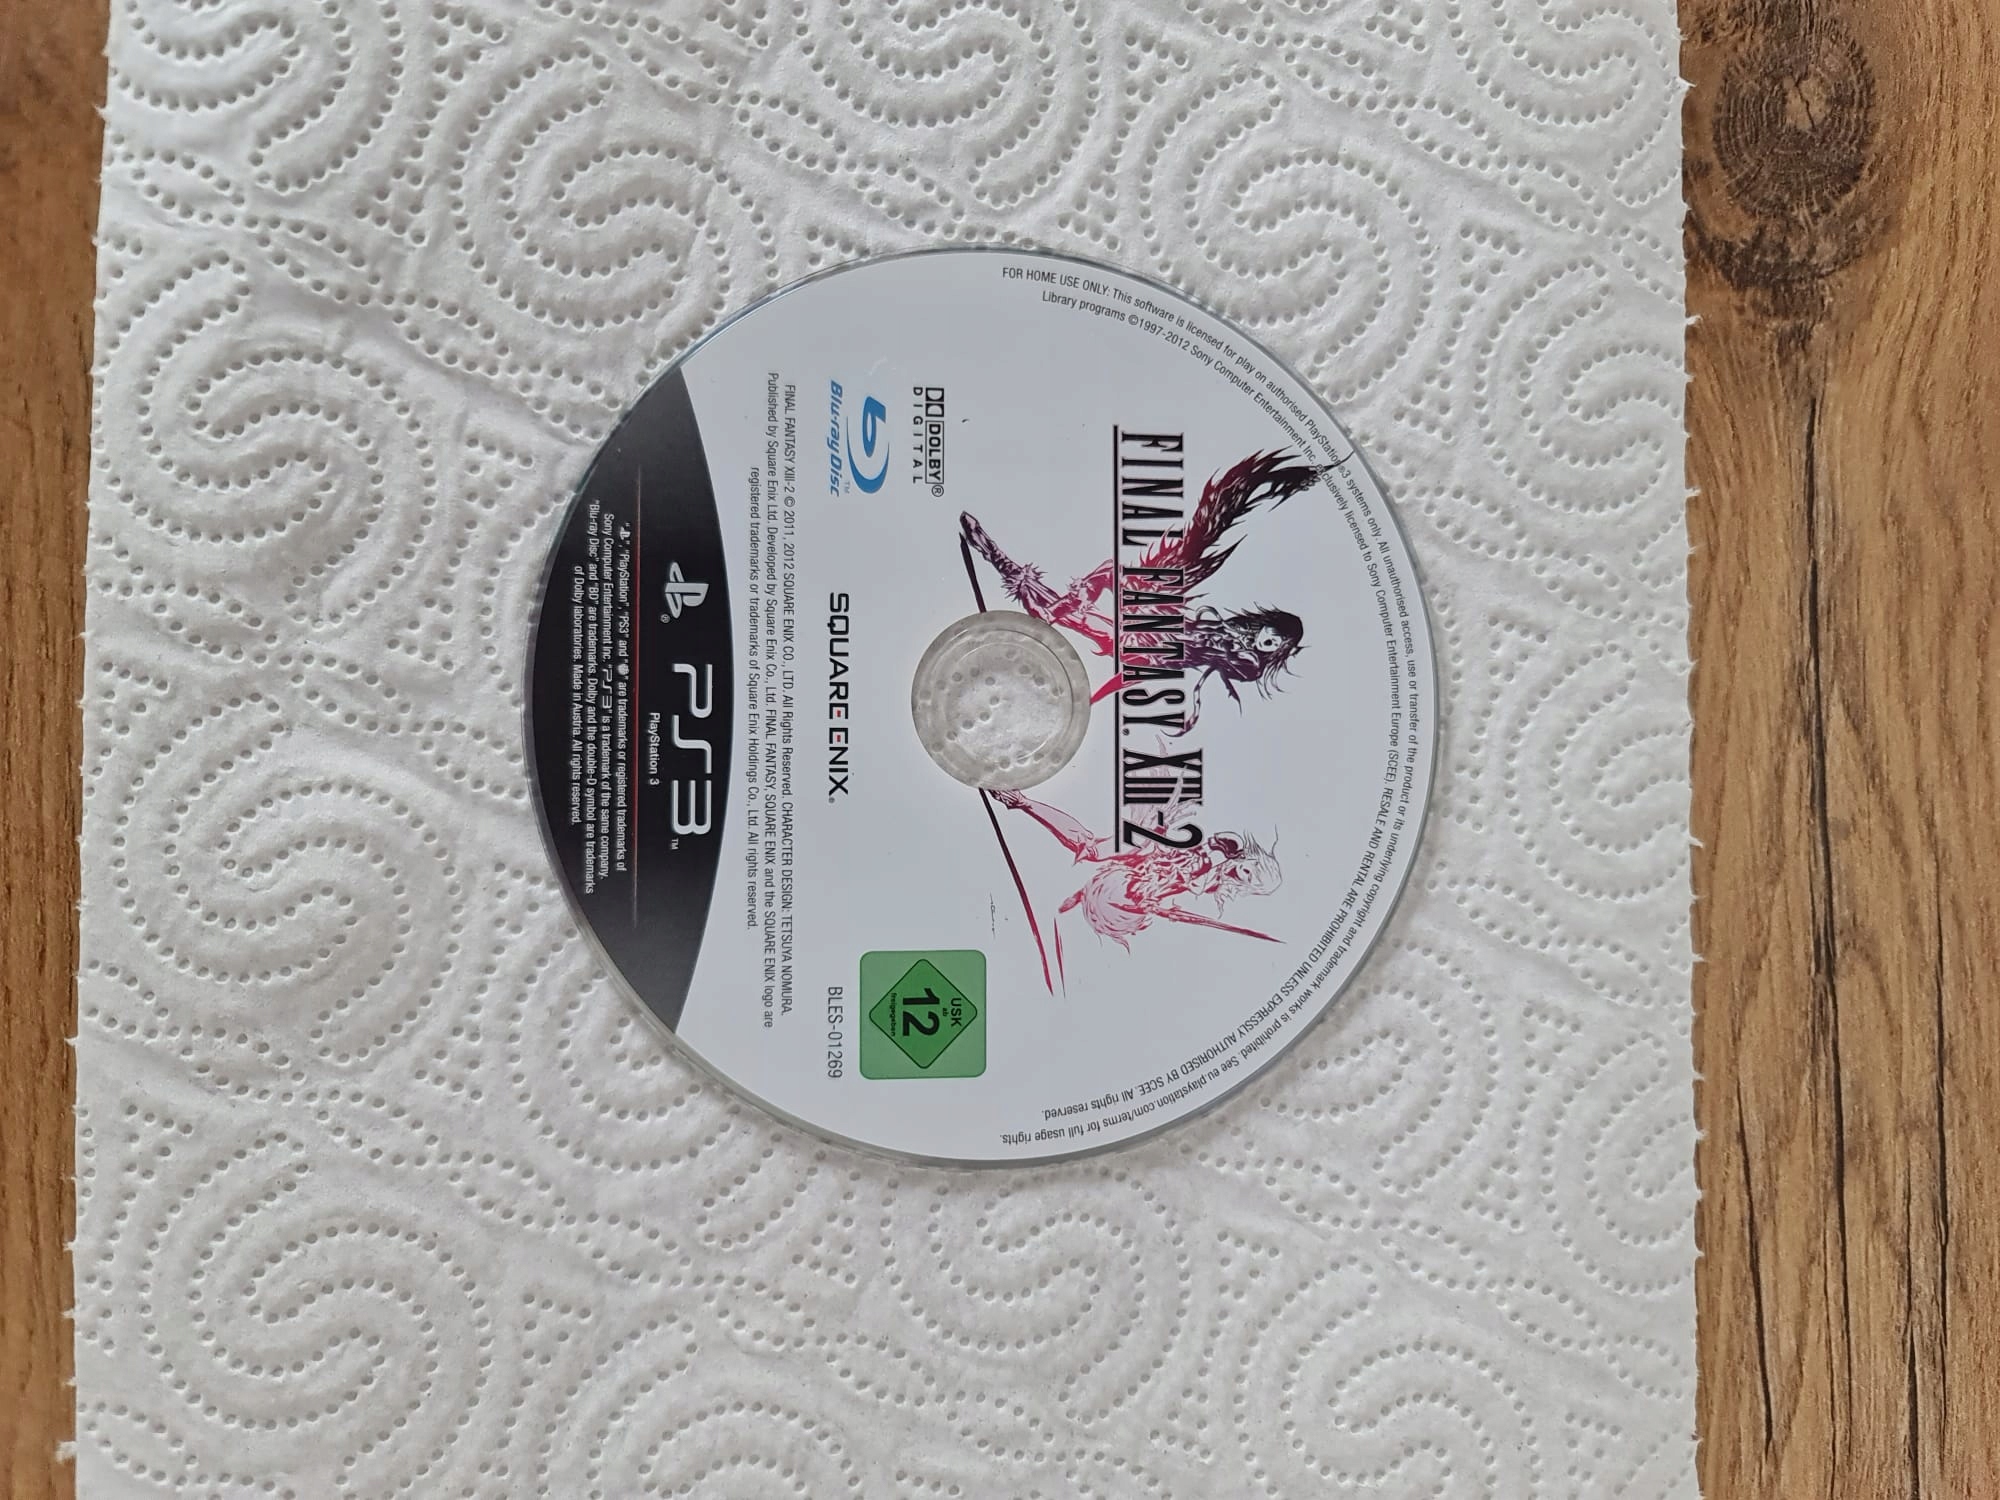 FOR HOME USE ONLY: This software is licensed for play on authorised PlayStation®3 systems only. All unauthorised access, use or transfer of the product or its underlying copyright and trademark works is prohibited. See eu.playstation.com/terms for full usage rights.
Library programs ©1997-2012 Sony Computer Entertainment Inc. exclusively licensed to Sony Computer Entertainment Europe (SCEE). RESALE AND RENTAL ARE PROHIBITED UNLESS EXPRESSLY AUTHORISED BY SCEE. All rights reserved.
FINAL FANTASY. XIII-2
DOLBY®
DIGITAL
Blu-ray Disc™
SQUARE ENIX®
USK
ab
12
freigegeben
BLES-01269
FINAL FANTASY XIII-2 © 2011, 2012 SQUARE ENIX CO., LTD. All Rights Reserved. CHARACTER DESIGN: TETSUYA NOMURA.
Published by Square Enix Ltd. Developed by Square Enix Co., Ltd. FINAL FANTASY, SQUARE ENIX and the SQUARE ENIX logo are
registered trademarks or trademarks of Square Enix Holdings Co., Ltd. All rights reserved.
PS3™
PlayStation 3
" ", "PlayStation", "PS3" and " " are trademarks or registered trademarks of
Sony Computer Entertainment Inc. "PS3" is a trademark of the same company.
"Blu-ray Disc" and "BD" are trademarks. Dolby and the double-D symbol are trademarks
of Dolby laboratories. Made in Austria. All rights reserved.